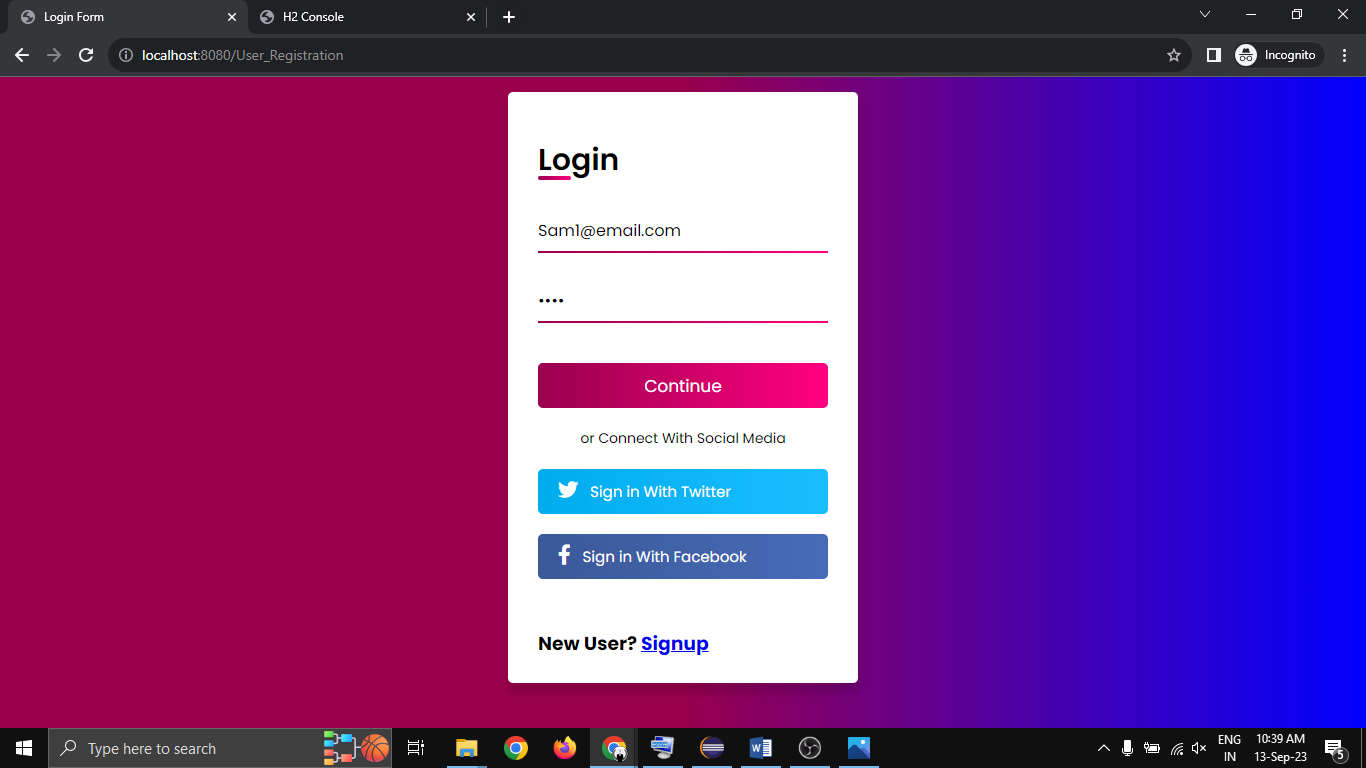 Login Form
H2 Console
localhost:8080/User_Registration
Incognito
Login
Sam1@email.com
....
Continue
or Connect With Social Media
Sign in With Twitter
Sign in With Facebook
New User? Signup
Type here to search
ENG
IN
10:39 AM
13-Sep-23
5